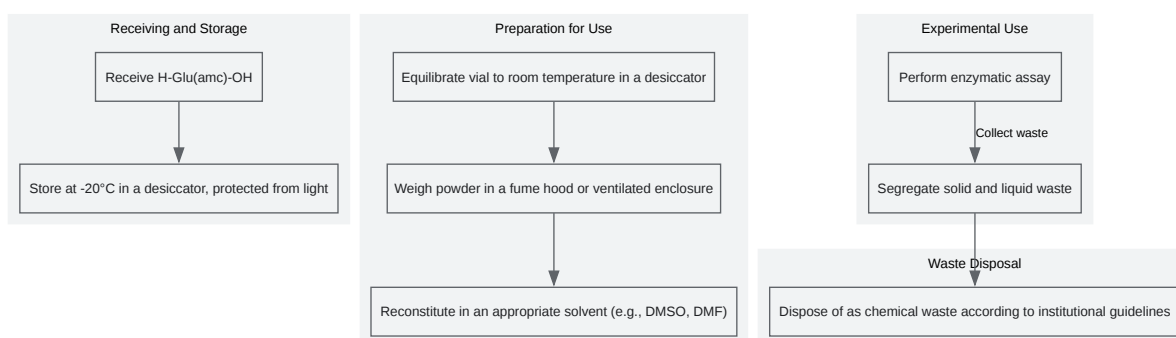 Receiving and Storage
Receive H-Glu(amc)-OH
Store at -20°C in a desiccator, protected from light
Preparation for Use
Equilibrate vial to room temperature in a desiccator
Weigh powder in a fume hood or ventilated enclosure
Reconstitute in an appropriate solvent (e.g., DMSO, DMF)
Experimental Use
Perform enzymatic assay
Collect waste
Segregate solid and liquid waste
Waste Disposal
Dispose of as chemical waste according to institutional guidelines